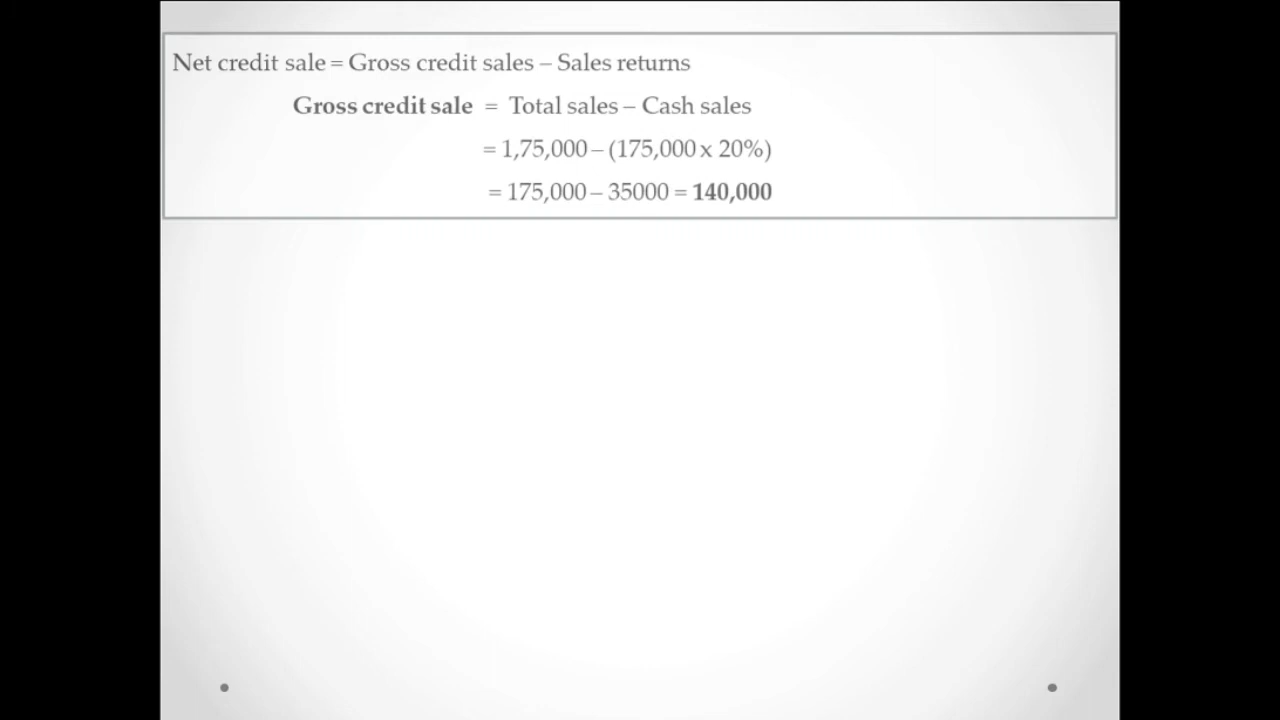 Net credit sale = Gross credit sales – Sales returns
Gross credit sale = Total sales – Cash sales
= 1,75,000 – (175,000 x 20%)
= 175,000 – 35000 = 140,000